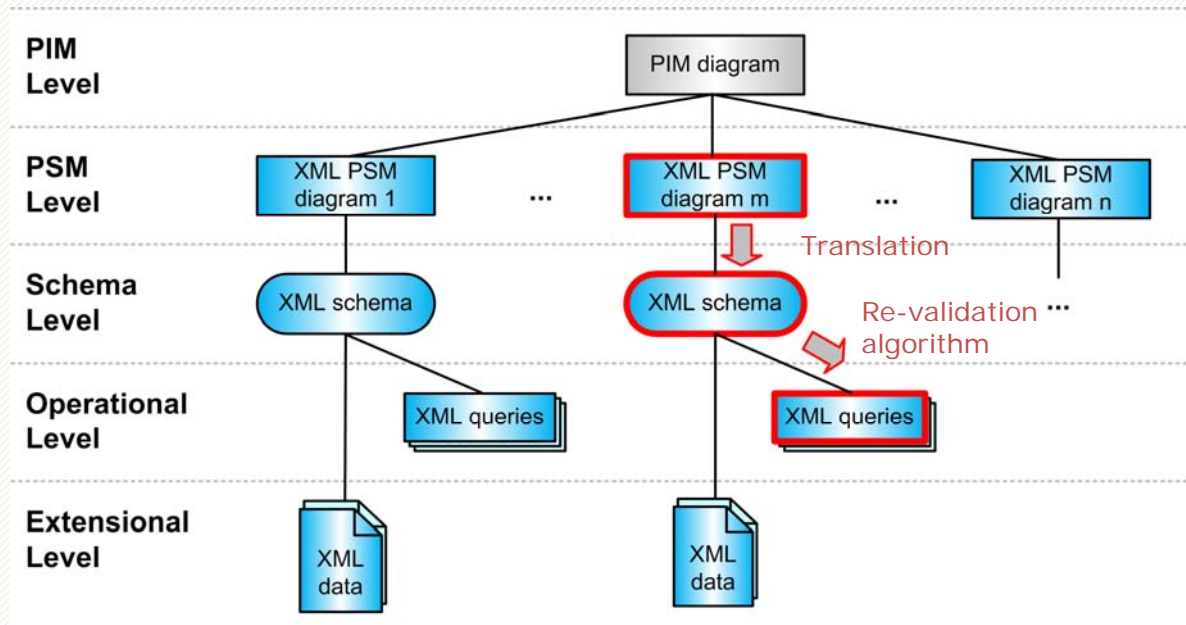 PIM
Level
PIM diagram
PSM
Level
XML PSM
diagram 1
...
XML PSM
diagram m
...
XML PSM
diagram n
Translation
Schema
Level
XML schema
XML schema
...
Re-validation
algorithm
Operational
Level
XML queries
XML queries
Extensional
Level
XML
data
XML
data